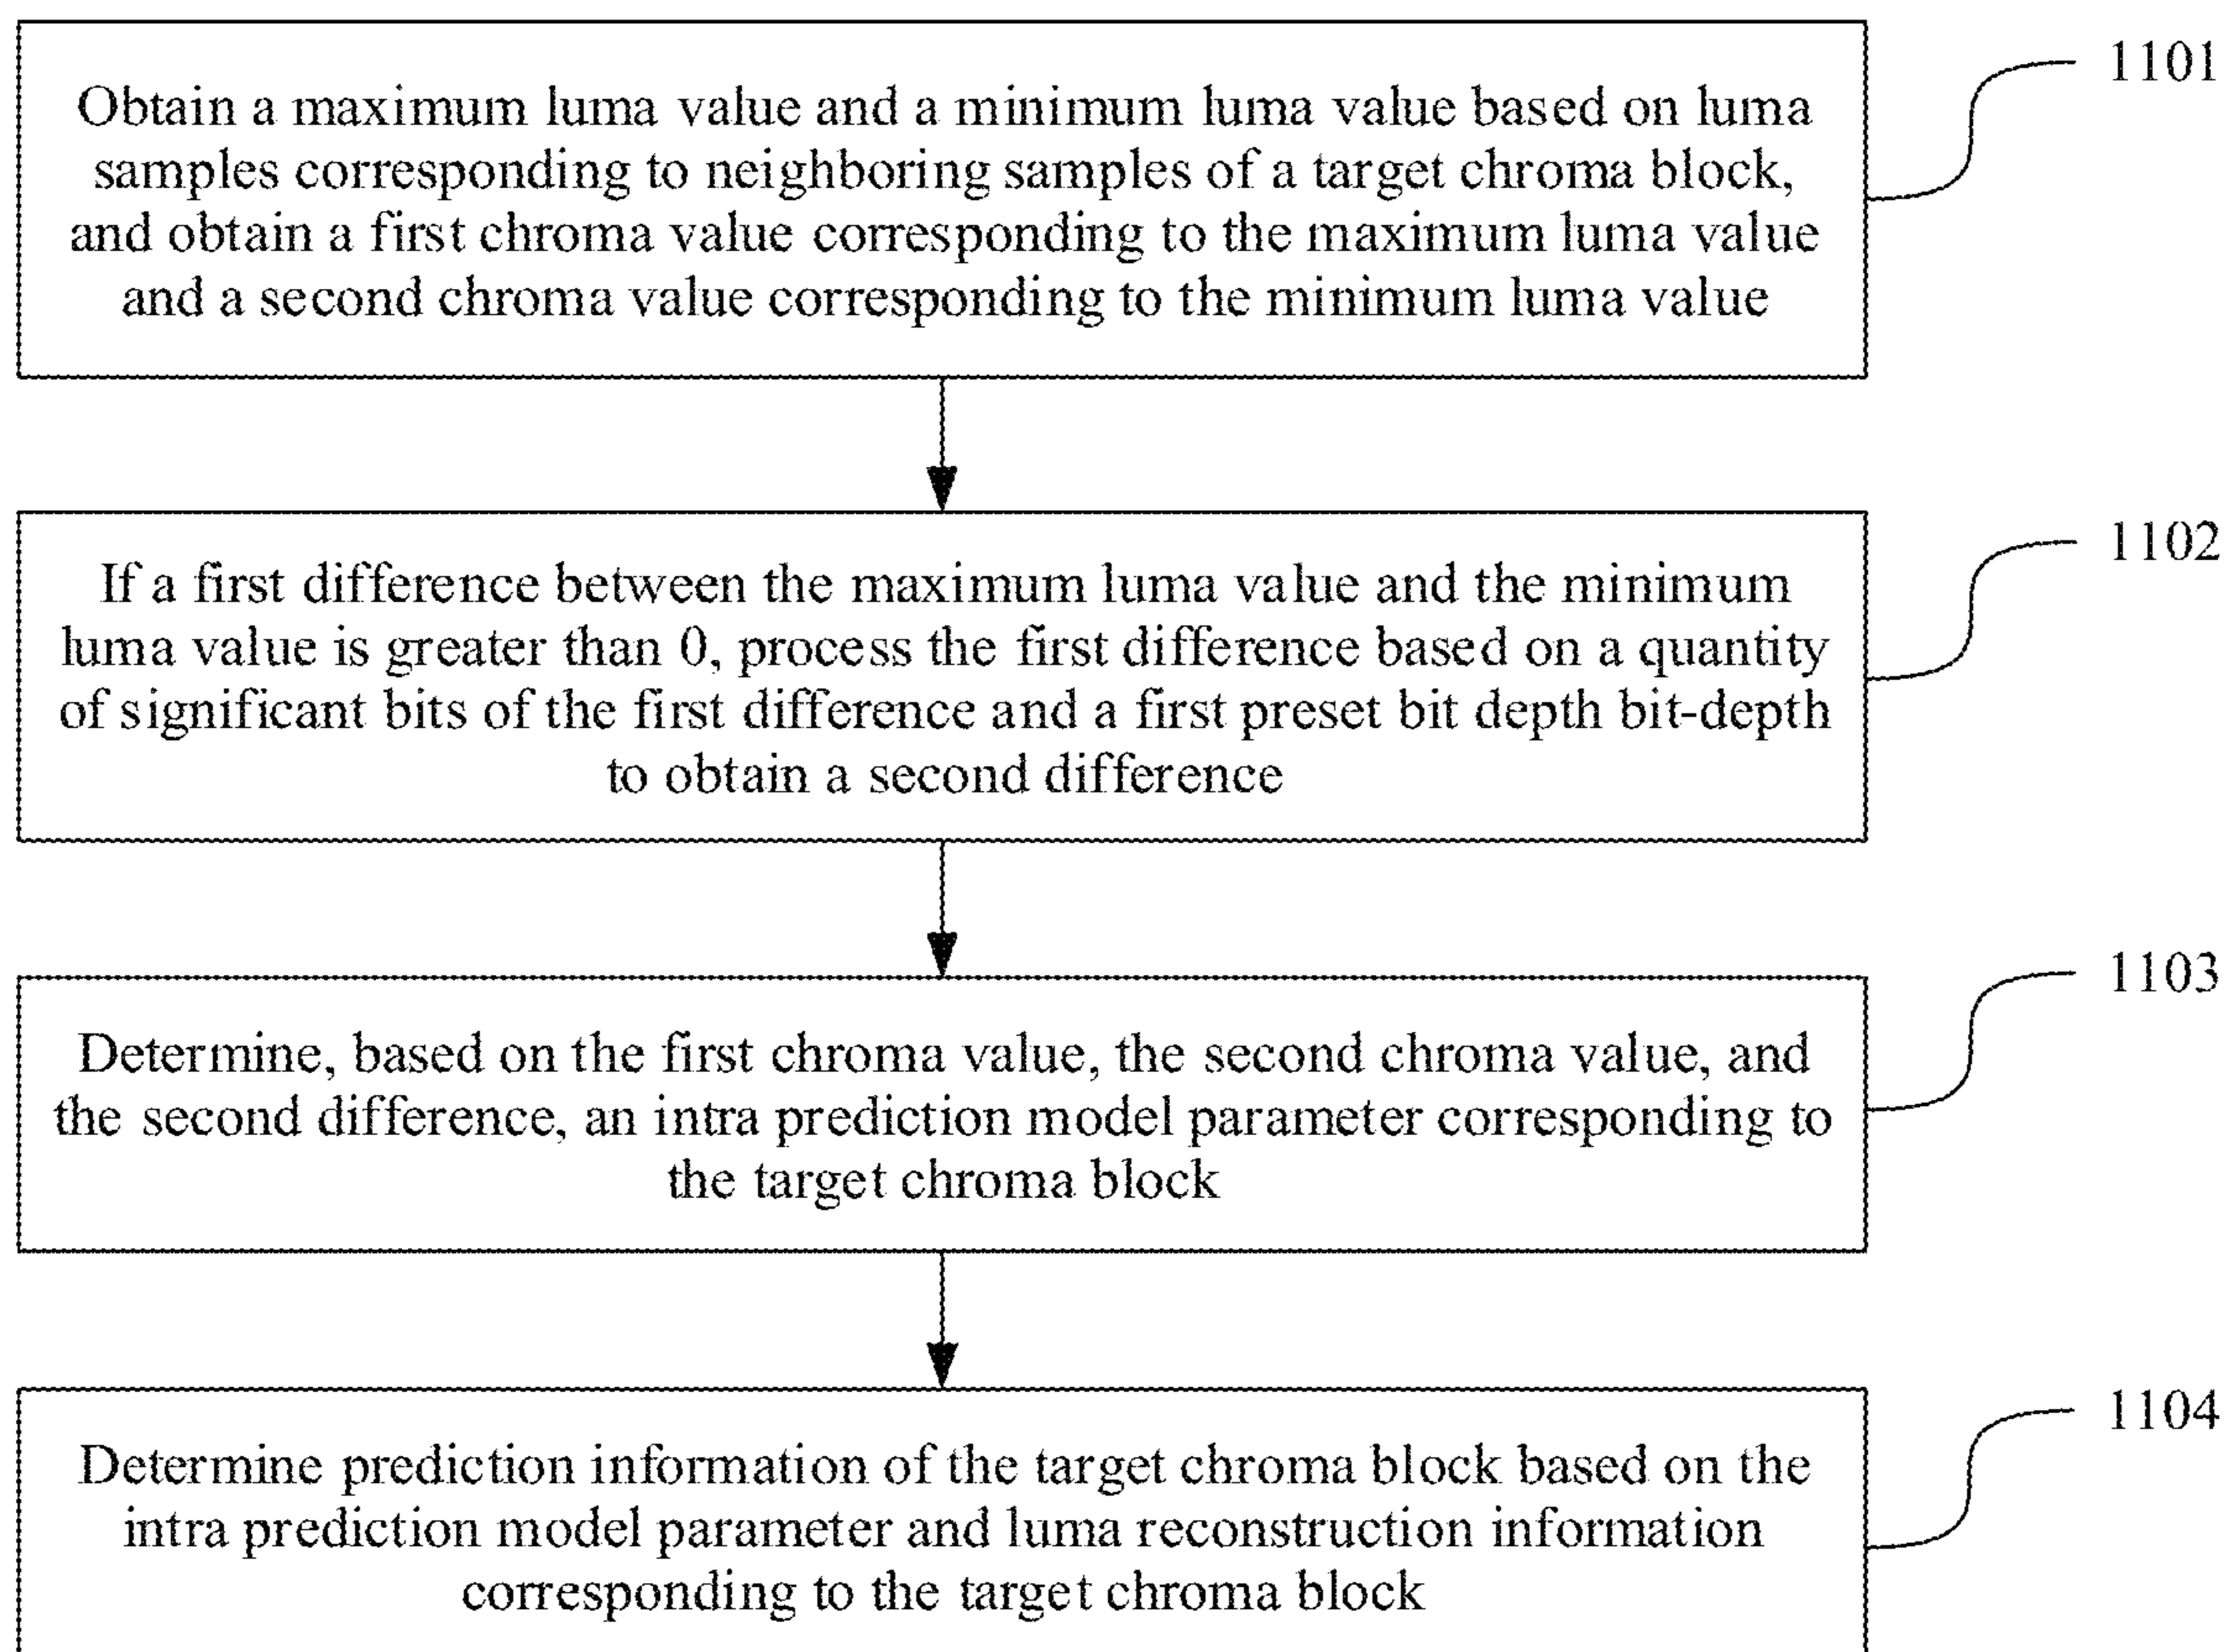 Obtain a maximum luma value and a minimum luma value based on luma
samples corresponding to neighboring samples of a target chroma block,
and obtain a first chroma value corresponding to the maximum luma value
and a second chroma value corresponding to the minimum luma value
1101
If a first difference between the maximum luma value and the minimum
luma value is greater than 0, process the first difference based on a quantity
of significant bits of the first difference and a first preset bit depth bit-depth
to obtain a second difference
1102
Determine, based on the first chroma value, the second chroma value, and
the second difference, an intra prediction model parameter corresponding to
the target chroma block
1103
Determine prediction information of the target chroma block based on the
intra prediction model parameter and luma reconstruction information
corresponding to the target chroma block
1104